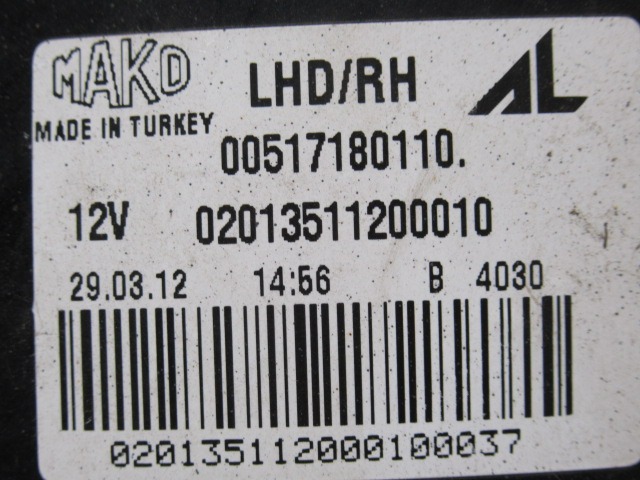 MAKO
LHD/RH
AL
MADE IN TURKEY
00517180110.
12V 02013511200010
29.03.12 14:56 B 4030
020135112000100037